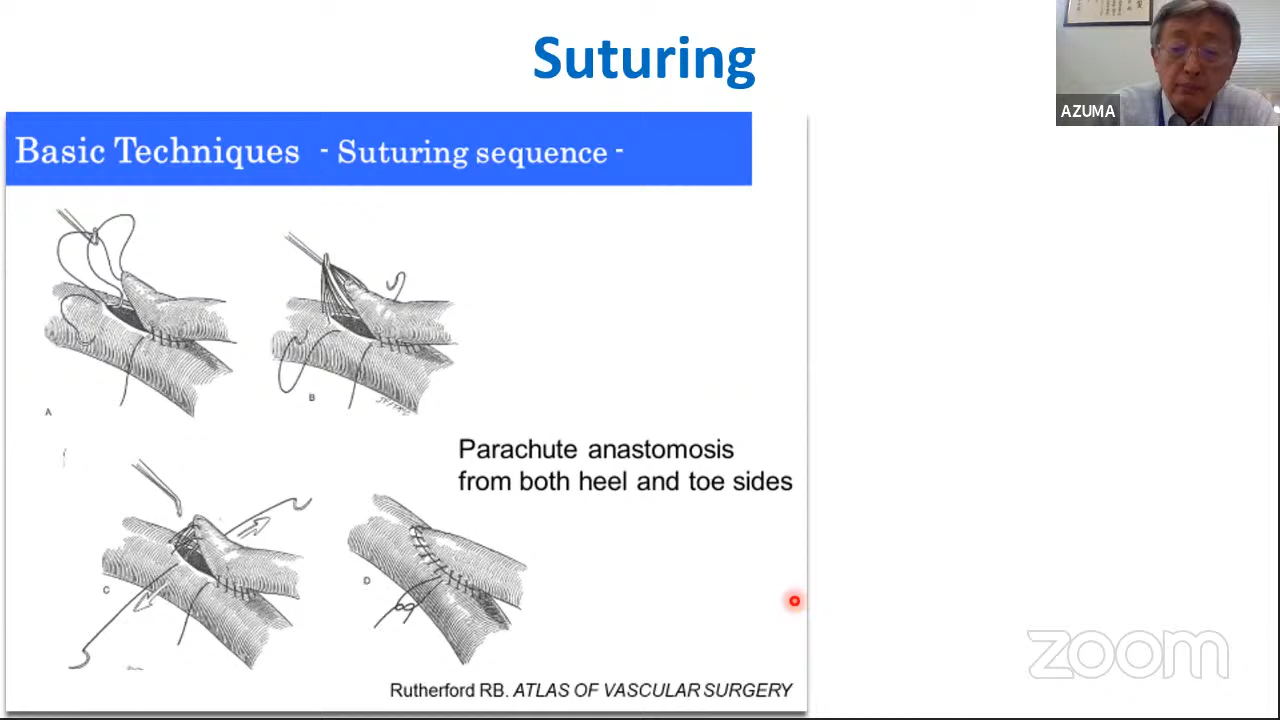 Suturing
AZUMA
Basic Techniques - Suturing sequence -
A
B
Parachute anastomosis
from both heel and toe sides
C
D
Rutherford RB. ATLAS OF VASCULAR SURGERY
zoom